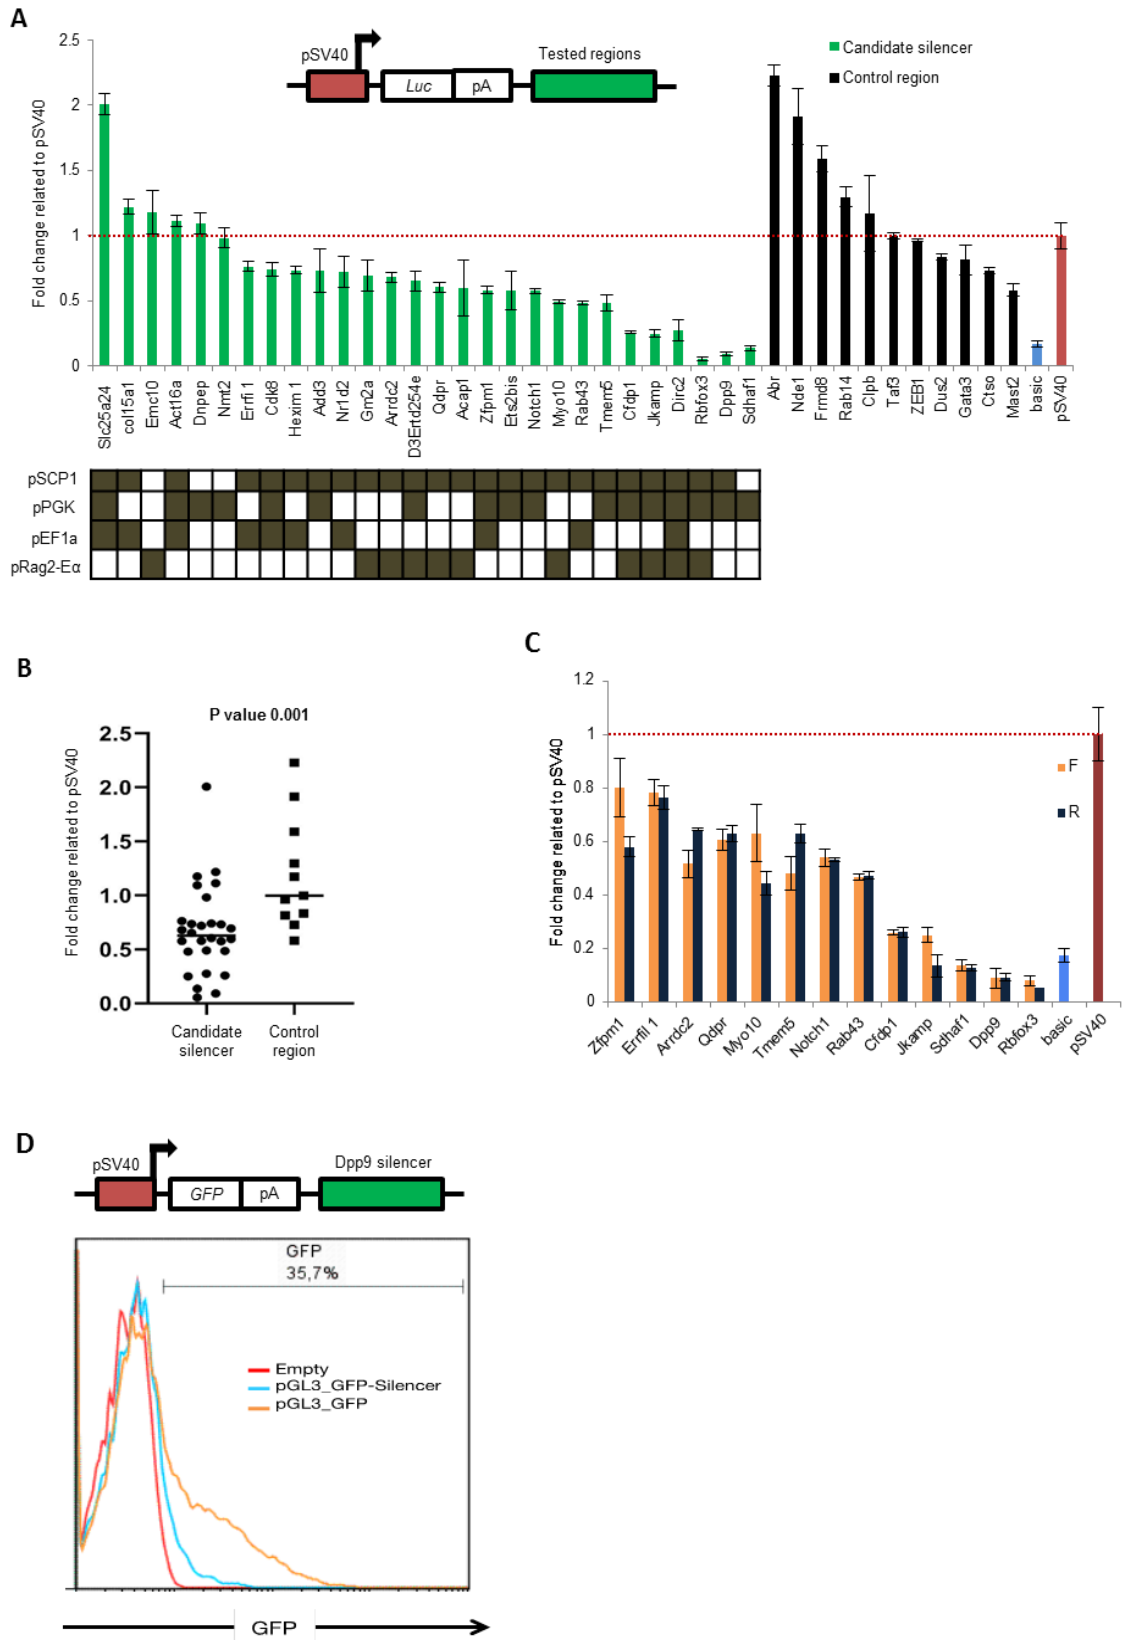 A
2.5
2
1.5
1
0.5
0
Fold change related to pSV40
pSV40
Luc
pA
Tested regions
Candidate silencer
Control region
Slc25a24
col15a1
Emc10
Act16a
Dnpep
Nmt2
Errfi1
Cdk8
Hexim 1
Add3
Nr1d2
Gm2a
Arrdc2
D3Ertd254e
Qdpr
Acap1
Zfpm1
Ets2bis
Notch1
Myo10
Rab43
Tmem5
Cfdp1
Jkamp
Dirc2
Rbfox3
Dpp9
Sdhaf1
Abr
Nde1
Frmd8
Rab14
Clpb
Taf3
ZEB1
Dus2
Gata3
Ctso
Mast2
basic
pSV40
pSCP1
pPGK
pEF1a
pRag2-Eα
B
P value 0.001
2.5
2.0
1.5
1.0
0.5
0.0
Fold change related to pSV40
Candidate
silencer
Control
region
C
1.2
1
0.8
0.6
0.4
0.2
0
Fold change related to pSV40
F
R
Zfpm1
Errfil 1
Arrdc2
Qdpr
Myo10
Tmem5
Notch1
Rab43
Cfdp1
Jkamp
Sdhaf1
Dpp9
Rbfox3
basic
pSV40
D
pSV40
GFP
pA
Dpp9 silencer
GFP
35,7%
Empty
pGL3_GFP-Silencer
pGL3_GFP
GFP